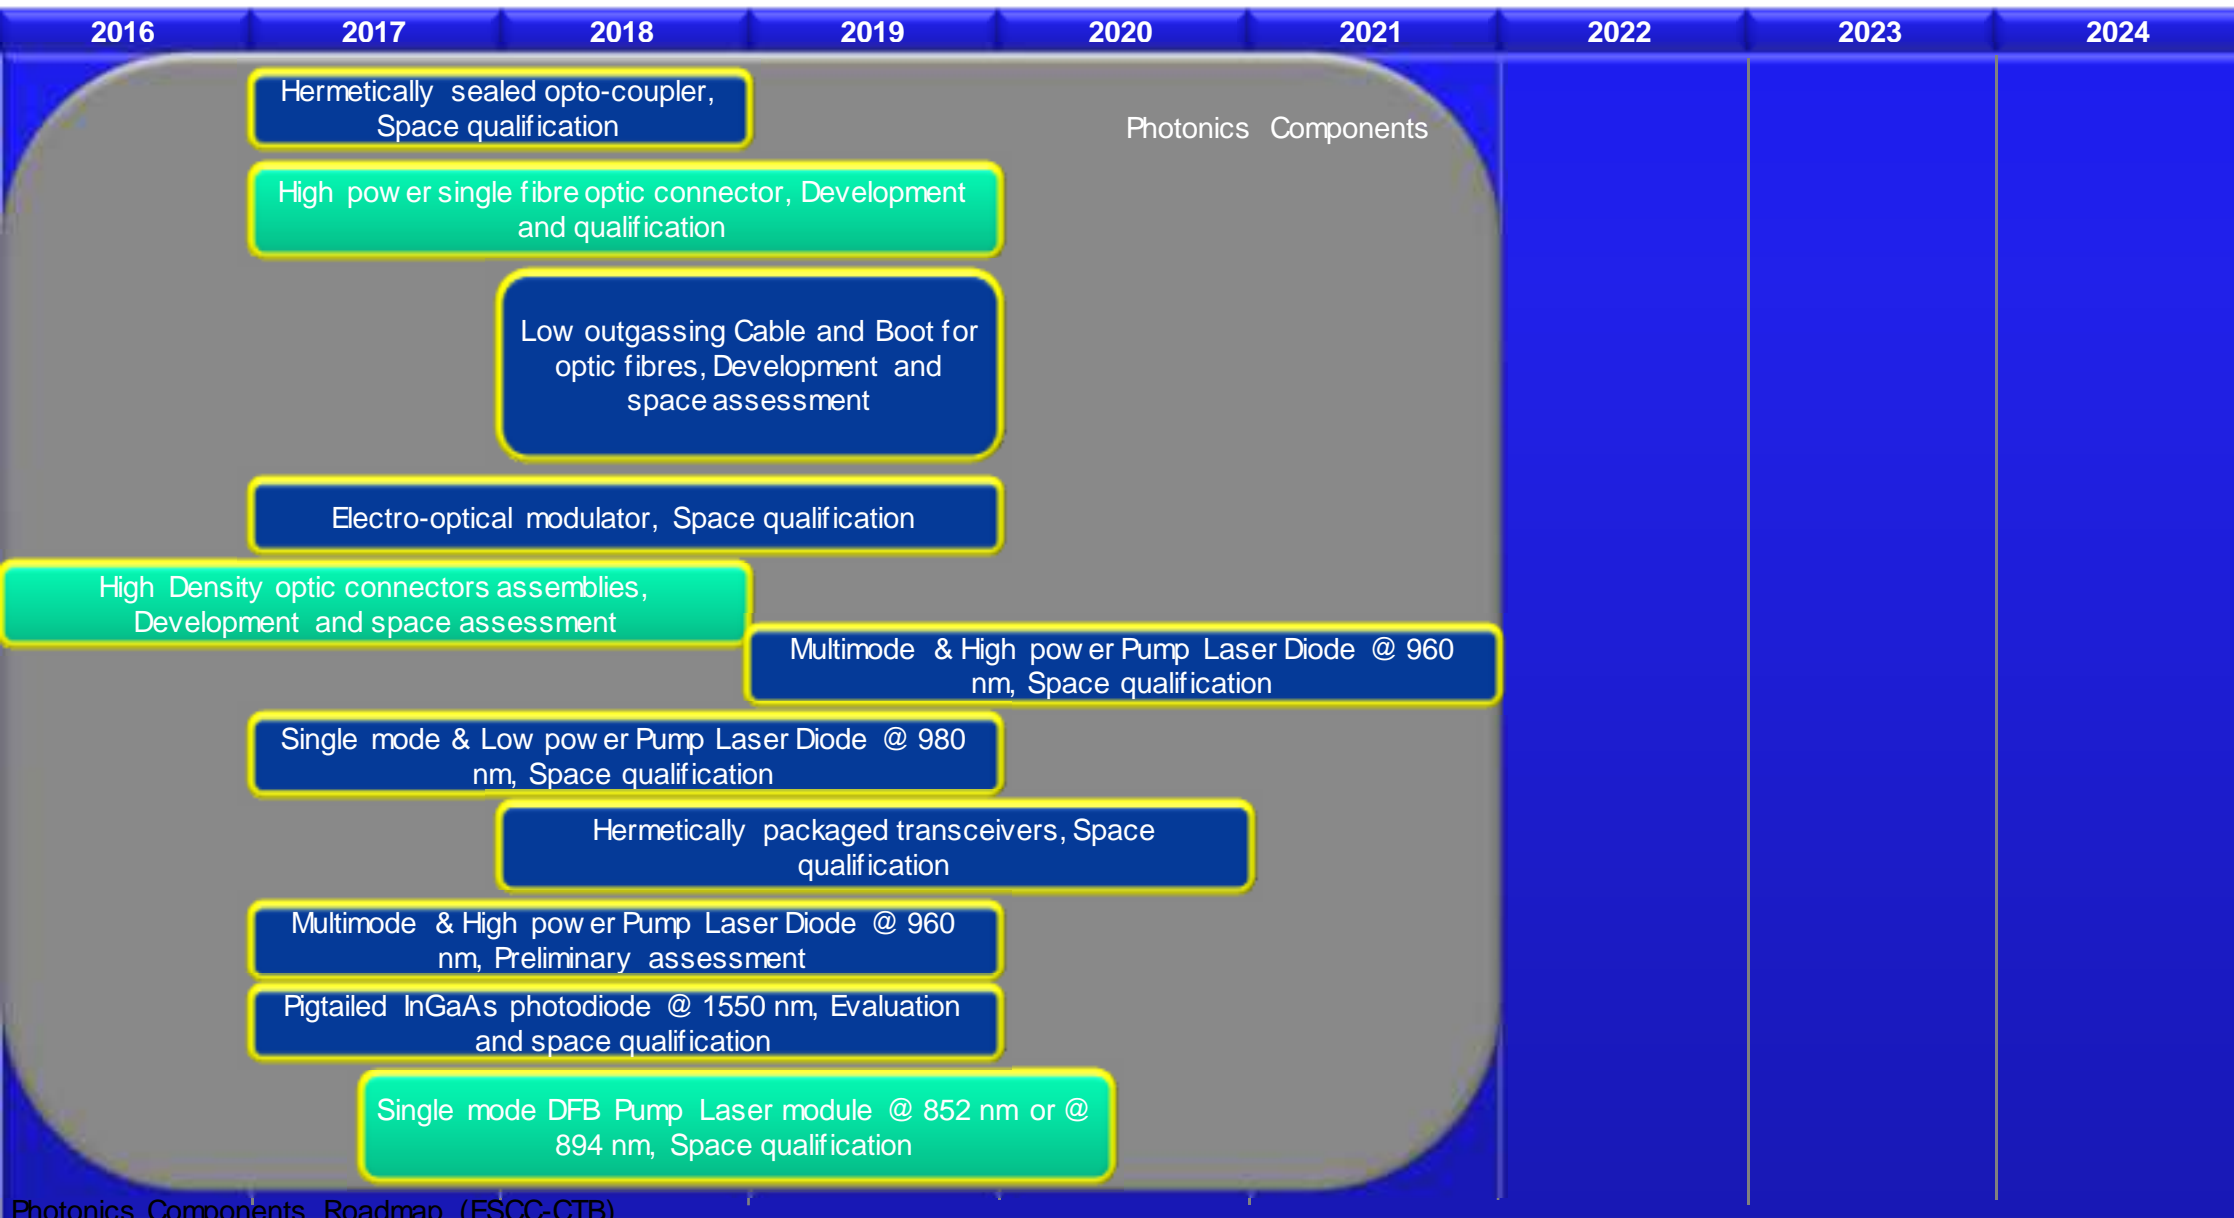 2016 2017 2018 2019 2020 2021 2022 2023 2024
Hermetically sealed opto-coupler,
Space qualification
Photonics Components
High power single fibre optic connector, Development
and qualification
Low outgassing Cable and Boot for
optic fibres, Development and
space assessment
Electro-optical modulator, Space qualification
High Density optic connectors assemblies,
Development and space assessment
Multimode & High power Pump Laser Diode @ 960
nm, Space qualification
Single mode & Low power Pump Laser Diode @ 980
nm, Space qualification
Hermetically packaged transceivers, Space
qualification
Multimode & High power Pump Laser Diode @ 960
nm, Preliminary assessment
Pigtailed InGaAs photodiode @ 1550 nm, Evaluation
and space qualification
Single mode DFB Pump Laser module @ 852 nm or @
894 nm, Space qualification
Photonics Components Roadmap (ESCC-CTB)